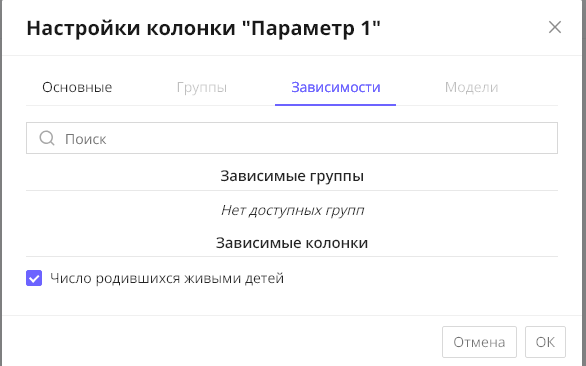 Настройки колонки "Параметр 1"
Основные Группы Зависимости Модели
Поиск
Зависимые группы
Нет доступных групп
Зависимые колонки
Число родившихся живыми детей
Отмена ОК